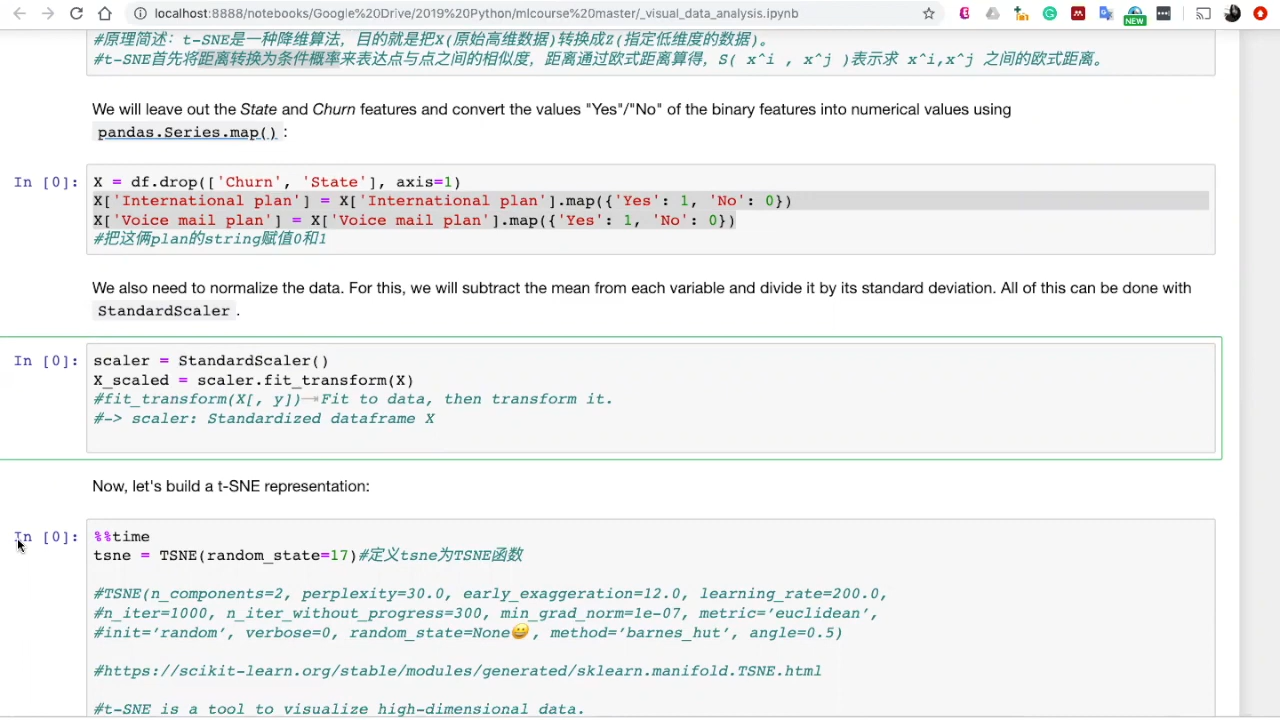 localhost:8888/notebooks/Google%20Drive/2019%20Python/mlcourse%20master/_visual_data_analysis.ipynb
NEW
#原理简述：t-SNE是一种降维算法，目的就是把X(原始高维数据)转换成Z(指定低维度的数据)。
#t-SNE首先将距离转换为条件概率来表达点与点之间的相似度，距离通过欧式距离算得，S( x^i , x^j )表示求 x^i,x^j 之间的欧式距离。
We will leave out the State and Churn features and convert the values "Yes"/"No" of the binary features into numerical values using
pandas.Series.map() :
In [0]: X = df.drop(['Churn', 'State'], axis=1)
X['International plan'] = X['International plan'].map({'Yes': 1, 'No': 0})
X['Voice mail plan'] = X['Voice mail plan'].map({'Yes': 1, 'No': 0})
#把这俩plan的string赋值0和1
We also need to normalize the data. For this, we will subtract the mean from each variable and divide it by its standard deviation. All of this can be done with
StandardScaler .
In [0]: scaler = StandardScaler()
X_scaled = scaler.fit_transform(X)
#fit_transform(X[, y])→Fit to data, then transform it.
#-> scaler: Standardized dataframe X
Now, let's build a t-SNE representation:
In [0]: %%time
tsne = TSNE(random_state=17)#定义tsne为TSNE函数
#TSNE(n_components=2, perplexity=30.0, early_exaggeration=12.0, learning_rate=200.0,
#n_iter=1000, n_iter_without_progress=300, min_grad_norm=1e-07, metric='euclidean',
#init='random', verbose=0, random_state=None😀, method='barnes_hut', angle=0.5)
#https://scikit-learn.org/stable/modules/generated/sklearn.manifold.TSNE.html
#t-SNE is a tool to visualize high-dimensional data.